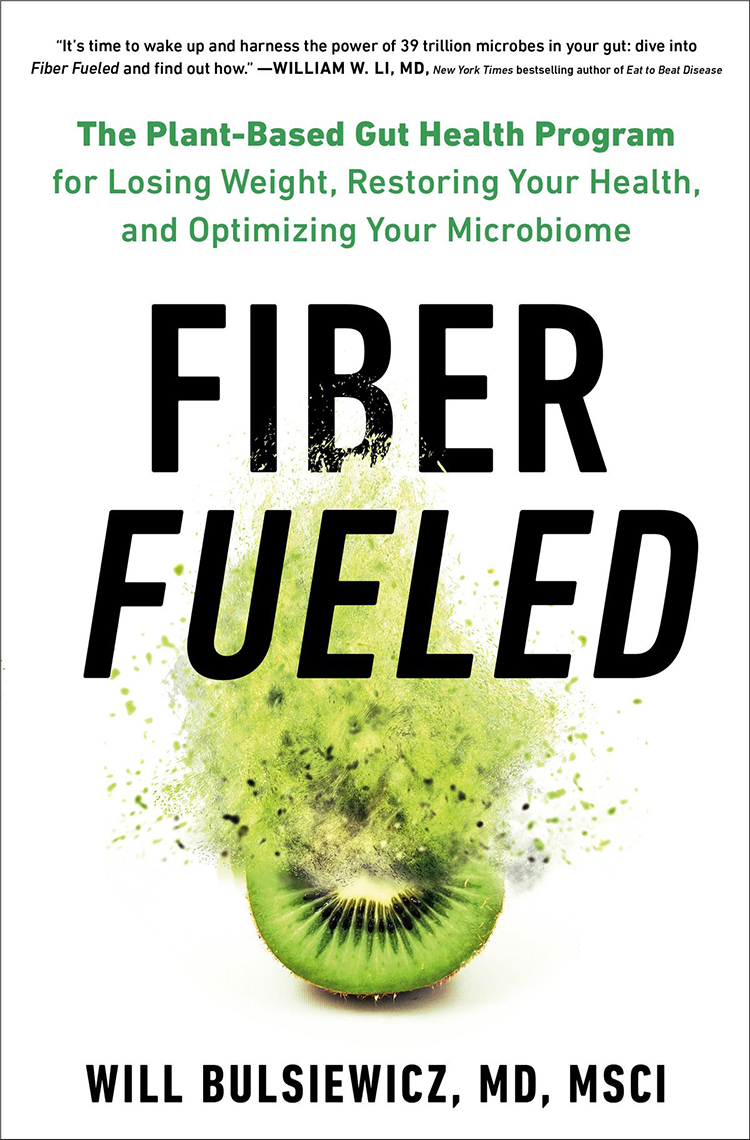 “It’s time to wake up and harness the power of 39 trillion microbes in your gut: dive into
Fiber Fueled and find out how.” —WILLIAM W. LI, MD, New York Times bestselling author of Eat to Beat Disease
The Plant-Based Gut Health Program
for Losing Weight, Restoring Your Health,
and Optimizing Your Microbiome
FIBER
FUELED
WILL BULSIEWICZ, MD, MSCI